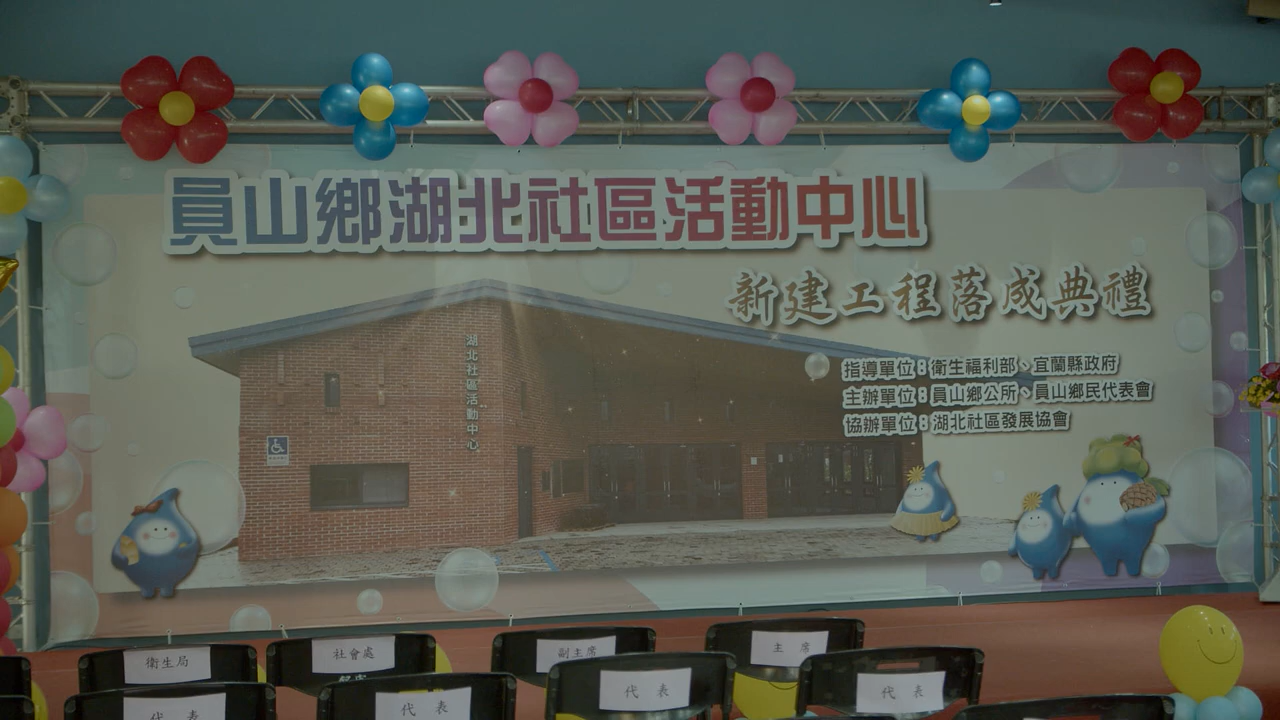 員山鄉湖北社區活動中心
新建工程落成典禮
指導單位：衛生福利部、宜蘭縣政府
主辦單位：員山鄉公所、員山鄉民代表會
協辦單位：湖北社區發展協會
湖北社區活動中心
衛生局
社會處
副主席
主 席
代 表
代 表
代 表
代 表